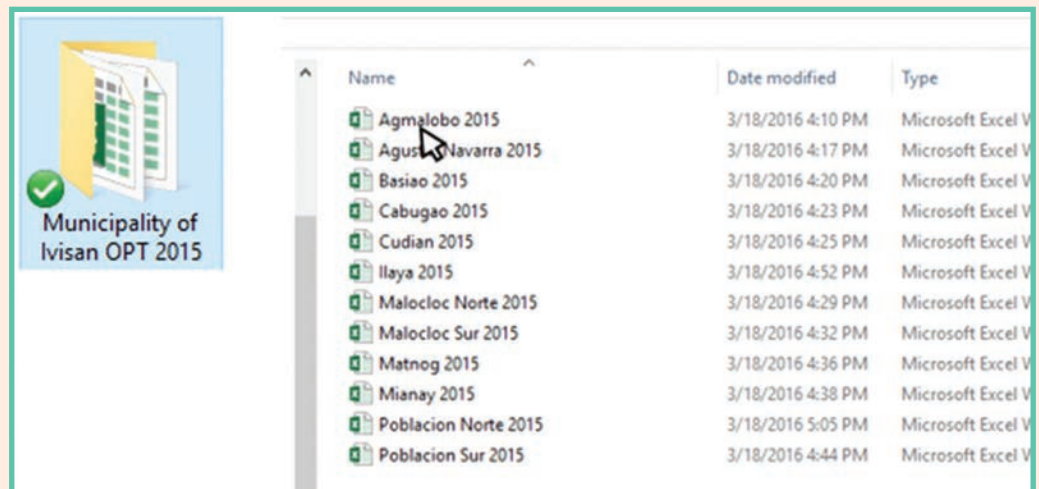 Municipality of
Ivisan OPT 2015
Name Date modified Type
Agmalobo 2015 3/18/2016 4:10 PM Microsoft Excel W
Navarra 2015 3/18/2016 4:17 PM Microsoft Excel W
Basiao 2015 3/18/2016 4:20 PM Microsoft Excel W
Cabugao 2015 3/18/2016 4:23 PM Microsoft Excel W
Cudian 2015 3/18/2016 4:25 PM Microsoft Excel W
Ilaya 2015 3/18/2016 4:52 PM Microsoft Excel W
Malocloc Norte 2015 3/18/2016 4:29 PM Microsoft Excel W
Malocloc Sur 2015 3/18/2016 4:32 PM Microsoft Excel W
Matnog 2015 3/18/2016 4:36 PM Microsoft Excel W
Mianay 2015 3/18/2016 4:38 PM Microsoft Excel W
Poblacion Norte 2015 3/18/2016 5:05 PM Microsoft Excel W
Poblacion Sur 2015 3/18/2016 4:44 PM Microsoft Excel W